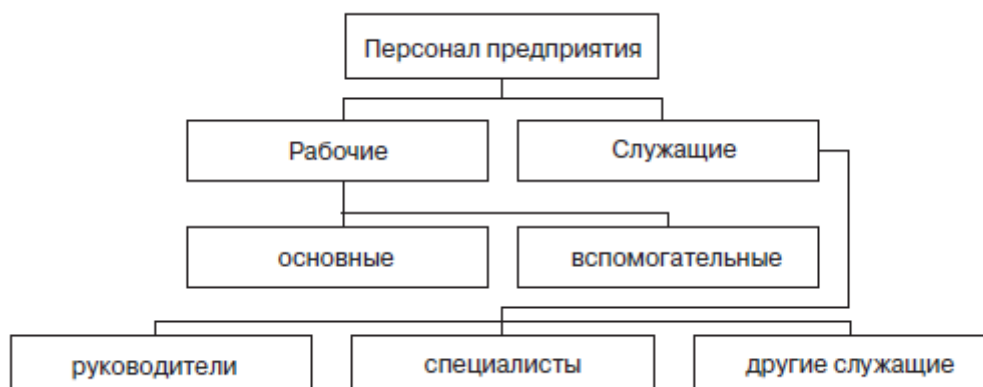 Персонал предприятия
Рабочие
Служащие
основные
вспомогательные
руководители
специалисты
другие служащие